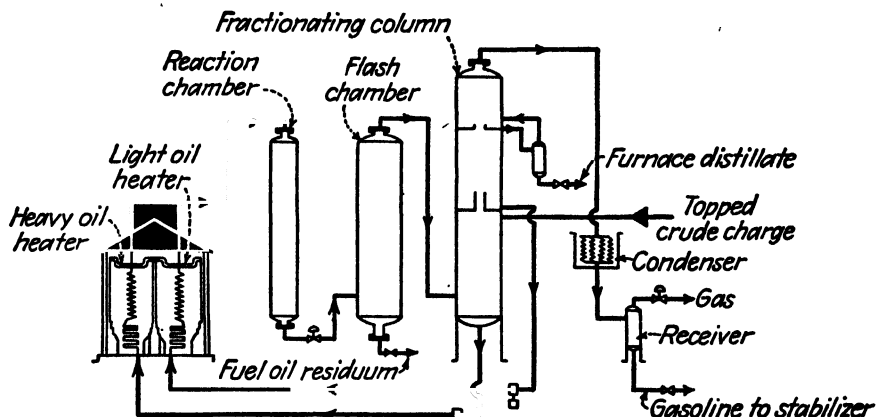 Fractionating column
Reaction
chamber
Flash
chamber
Light oil
heater
Heavy oil
heater
Furnace distillate
Topped
crude charge
Condenser
Gas
Receiver
Fuel oil residuum
Gasoline to stabilizer